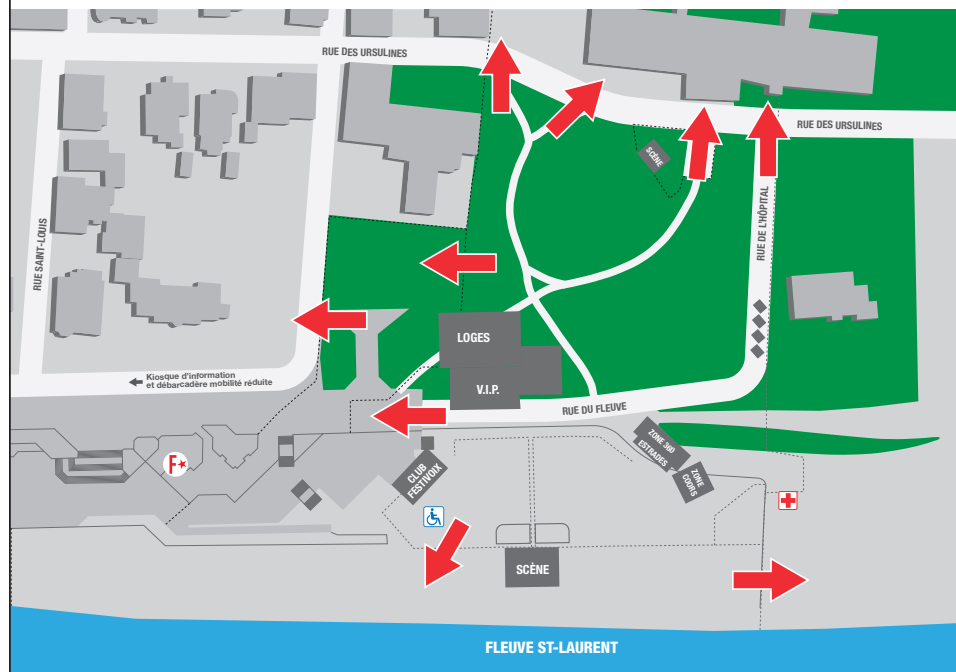 RUE DES URSULINES
RUE DES URSULINES
SCÈNE
RUE SAINT-LOUIS
RUE DE L'HÔPITAL
LOGES
V.I.P.
Kiosque d'information
et débarcadère mobilité réduite
RUE DU FLEUVE
ZONE 360
ESTRADES
ZONE
COORS
CLUB
FESTIVOIX
F
SCÈNE
FLEUVE ST-LAURENT